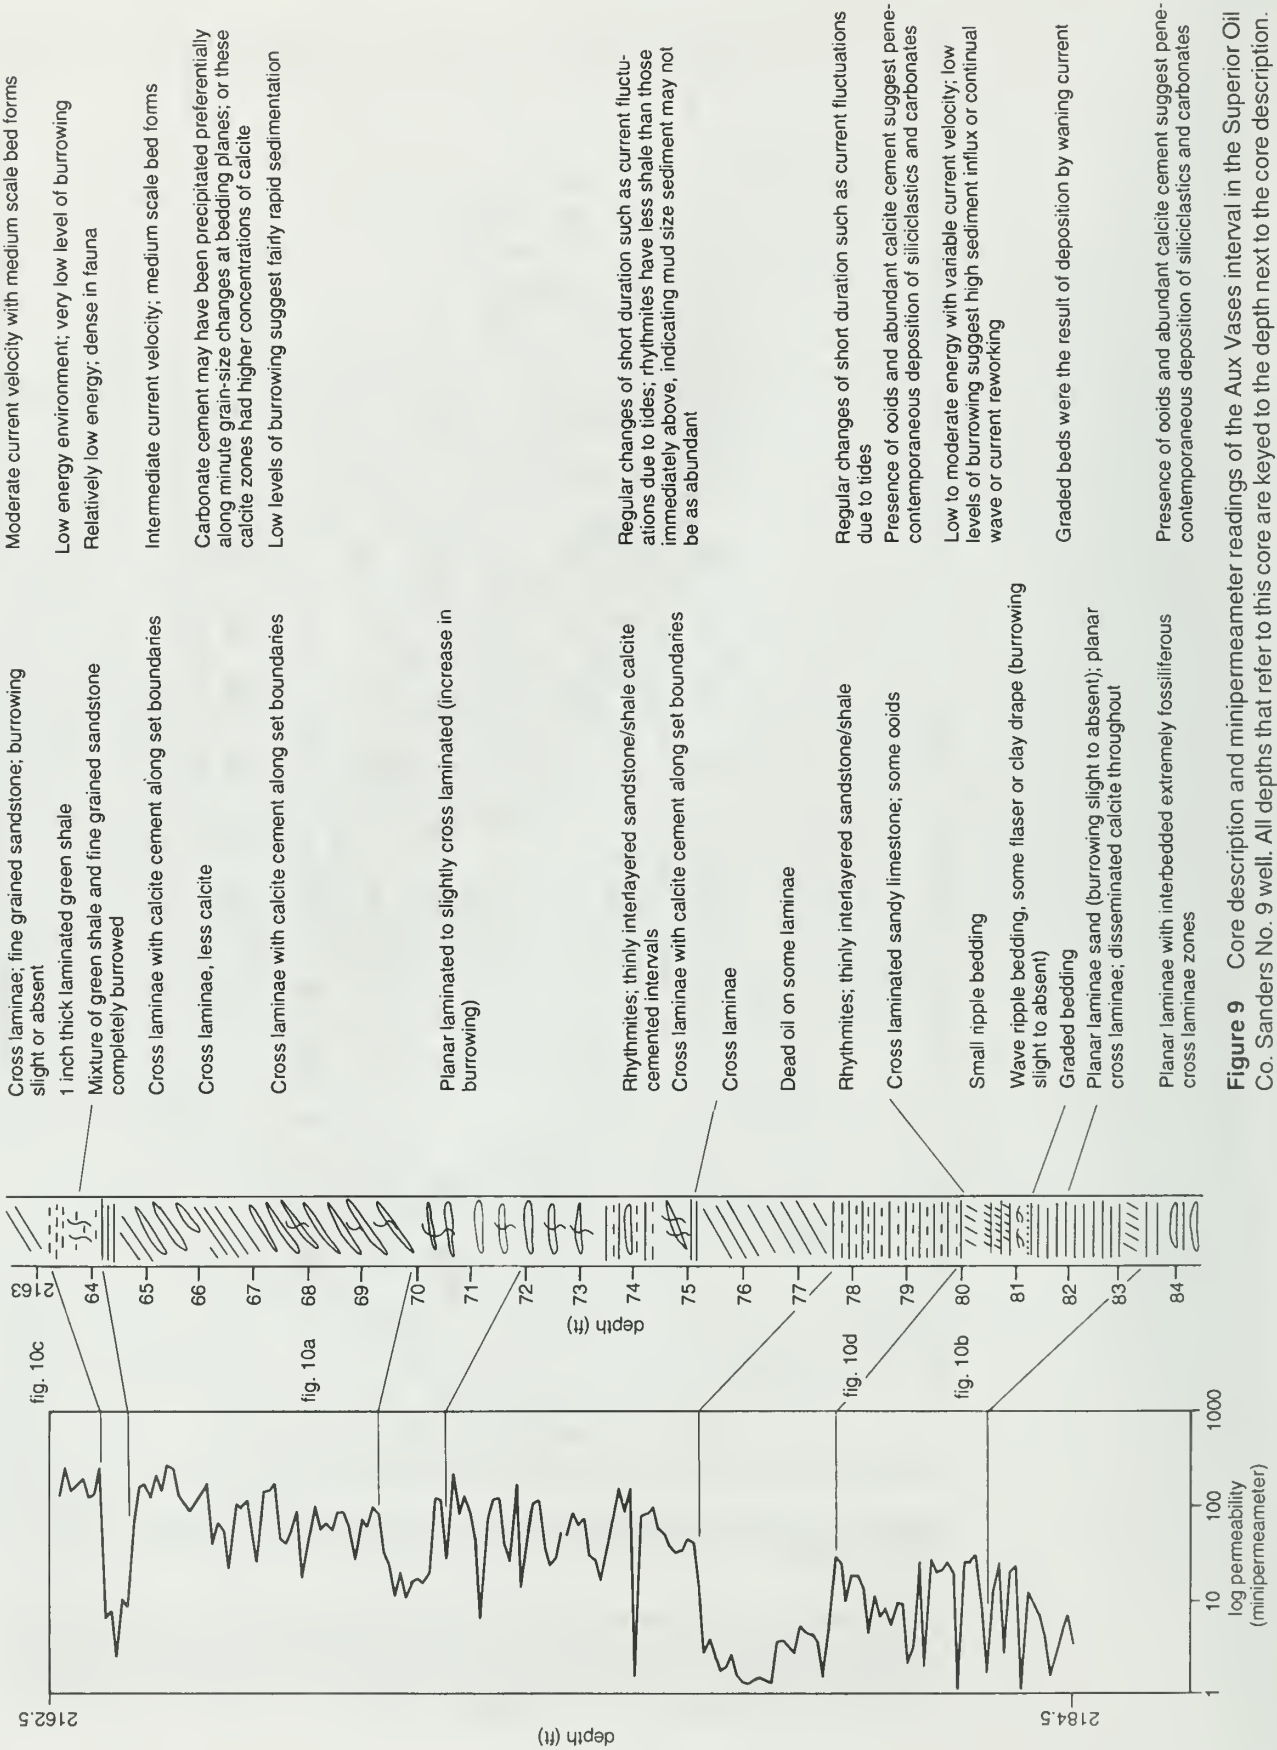 Cross laminae; fine grained sandstone; burrowing
slight or absent
1 inch thick laminated green shale
Mixture of green shale and fine grained sandstone
completely burrowed
Cross laminae with calcite cement along set boundaries
Cross laminae, less calcite
Cross laminae with calcite cement along set boundaries
Planar laminated to slightly cross laminated (increase in
burrowing)
Rhythmites; thinly interlayered sandstone/shale calcite
cemented intervals
Cross laminae with calcite cement along set boundaries
Cross laminae
Dead oil on some laminae
Rhythmites; thinly interlayered sandstone/shale
Cross laminated sandy limestone; some ooids
Small ripple bedding
Wave ripple bedding, some flaser or clay drape (burrowing
slight to absent)
Graded bedding
Planar laminae sand (burrowing slight to absent); planar
cross laminae; disseminated calcite throughout
Planar laminae with interbedded extremely fossiliferous
cross laminae zones
Moderate current velocity with medium scale bed forms
Low energy environment; very low level of burrowing
Relatively low energy; dense in fauna
Intermediate current velocity; medium scale bed forms
Carbonate cement may have been precipitated preferentially
along minute grain-size changes at bedding planes; or these
calcite zones had higher concentrations of calcite
Low levels of burrowing suggest fairly rapid sedimentation
Regular changes of short duration such as current fluctu-
ations due to tides; rhythmites have less shale than those
immediately above, indicating mud size sediment may not
be as abundant
Regular changes of short duration such as current fluctuations
due to tides
Presence of ooids and abundant calcite cement suggest pene-
contemporaneous deposition of siliciclastics and carbonates
Low to moderate energy with variable current velocity; low
levels of burrowing suggest high sediment influx or continual
wave or current reworking
Graded beds were the result of deposition by waning current
Presence of ooids and abundant calcite cement suggest pene-
contemporaneous deposition of siliciclastics and carbonates
2163
64
65
66
67
68
69
70
71
72
73
74
75
76
77
78
79
80
81
82
83
84
depth (ft)
fig. 10c
fig. 10a
fig. 10d
fig. 10b
2162.5
2184.5
depth (ft)
1
10
100
1000
log permeability
(minipermeameter)
Figure 9 Core description and minipermeameter readings of the Aux Vases interval in the Superior Oil
Co. Sanders No. 9 well. All depths that refer to this core are keyed to the depth next to the core description.